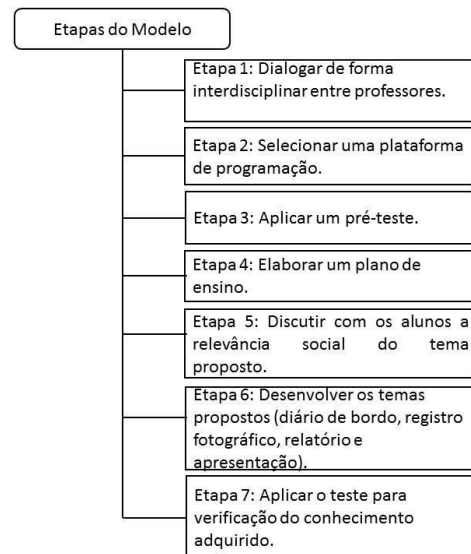 Etapas do Modelo
Etapa 1: Dialogar de forma
interdisciplinar entre professores.
Etapa 2: Selecionar uma plataforma
de programação.
Etapa 3: Aplicar um pré-teste.
Etapa 4: Elaborar um plano de
ensino.
Etapa 5: Discutir com os alunos a
relevância social do tema
proposto.
Etapa 6: Desenvolver os temas
propostos (diário de bordo, registro
fotográfico, relatório e
apresentação).
Etapa 7: Aplicar o teste para
verificação do conhecimento
adquirido.